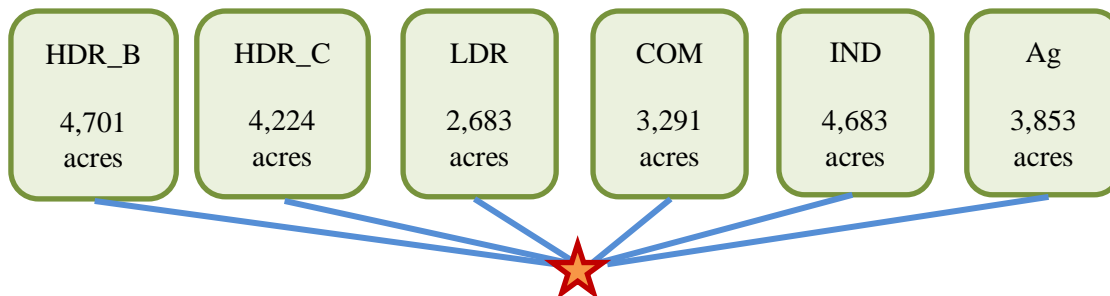 HDR_B
4,701
acres
HDR_C
4,224
acres
LDR
2,683
acres
COM
3,291
acres
IND
4,683
acres
Ag
3,853
acres